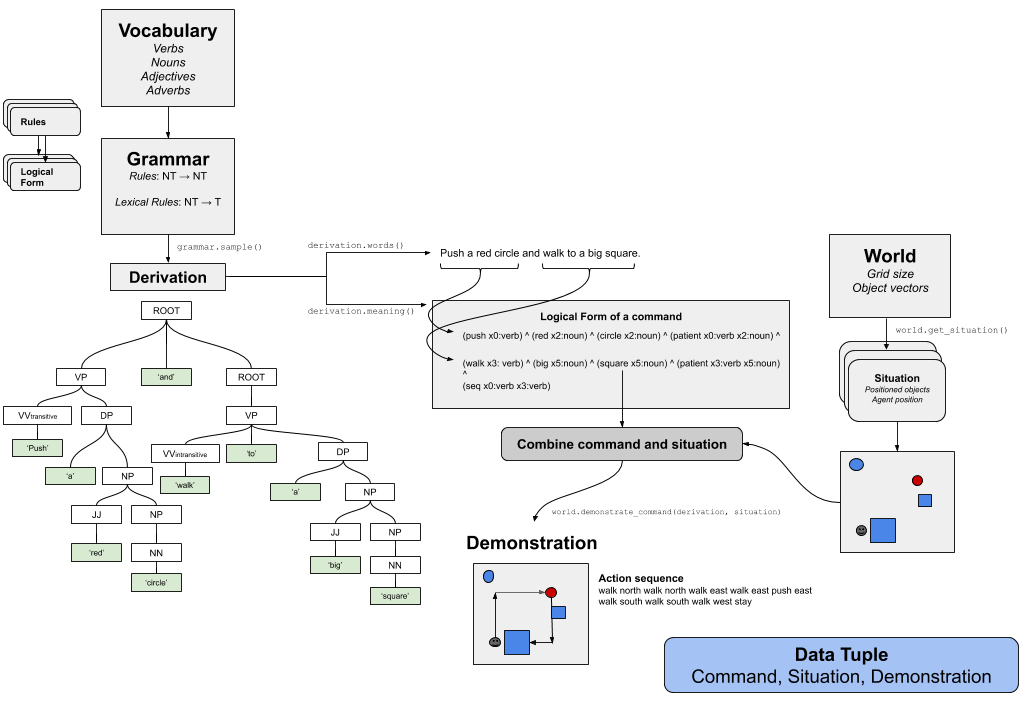 Vocabulary
Verbs
Nouns
Adjectives
Adverbs
Rules
Logical
Form
Grammar
Rules: NT → NT
Lexical Rules: NT → T
grammar.sample()
Derivation
derivation.words()
derivation.meaning()
Push a red circle and walk to a big square.
Logical Form of a command
(push x0:verb) ^ (red x2:noun) ^ (circle x2:noun) ^ (patient x0:verb x2:noun) ^
(walk x3: verb) ^ (big x5:noun) ^ (square x5:noun) ^ (patient x3:verb x5:noun)
^
(seq x0:verb x3:verb)
World
Grid size
Object vectors
world.get_situation()
Situation
Positioned objects
Agent position
ROOT
VP
'and'
ROOT
VVtransitive
DP
VP
'Push'
VVintransitive
'to'
DP
'a'
NP
'walk'
'a'
NP
JJ
NP
JJ
NP
'red'
NN
'big'
NN
'circle'
'square'
Combine command and situation
world.demonstrate_command(derivation, situation)
Demonstration
Action sequence
walk north walk north walk east walk east push east
walk south walk south walk west stay
Data Tuple
Command, Situation, Demonstration